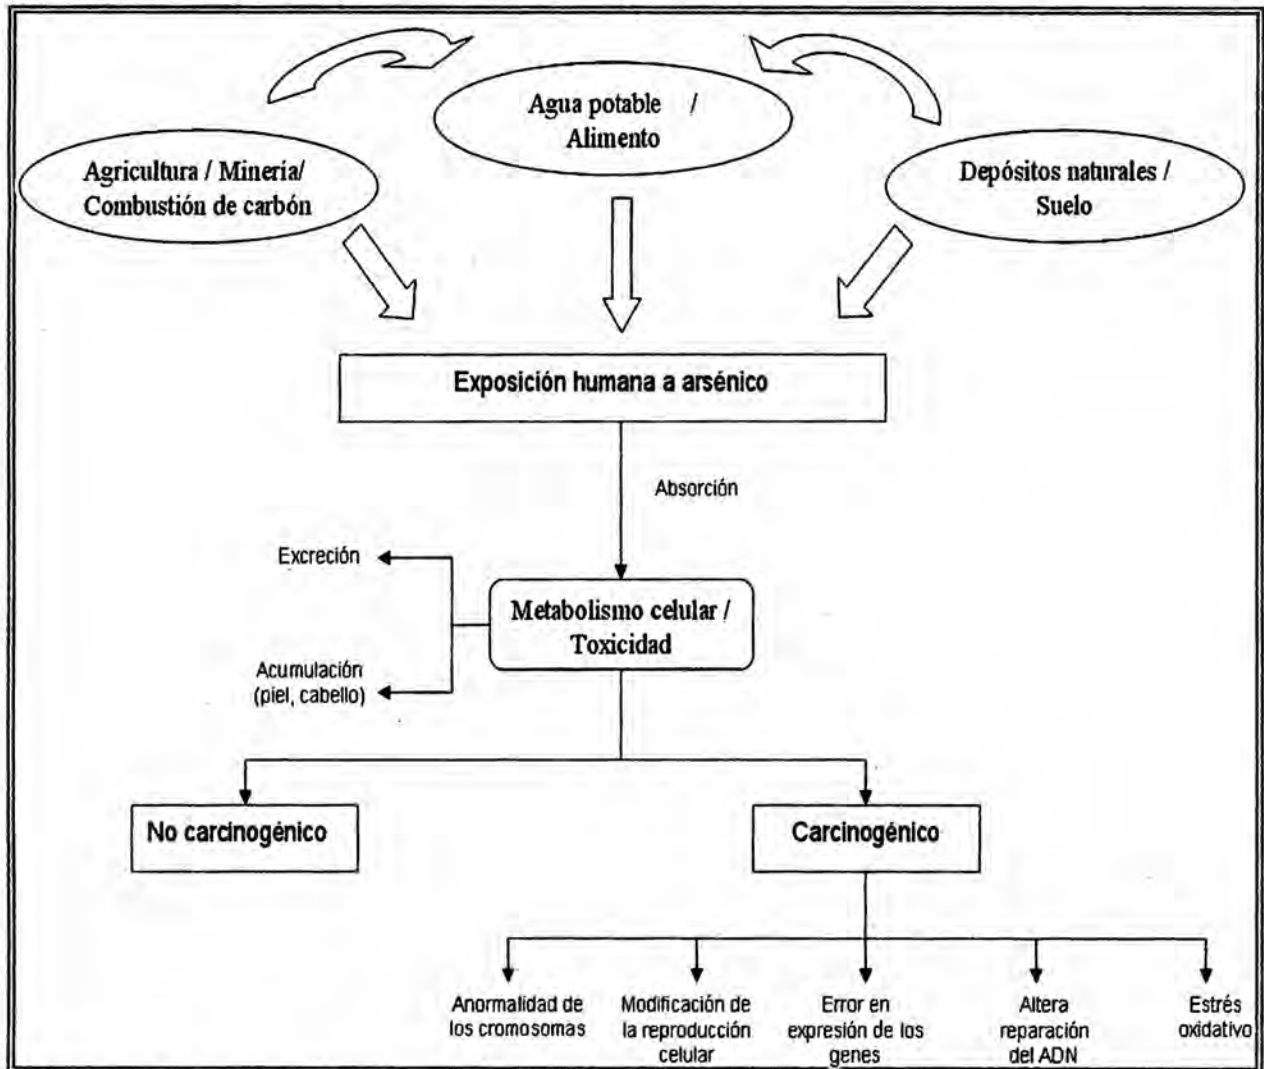 Agua potable /
Alimento
Agricultura / Minería/
Combustión de carbón
Depósitos naturales /
Suelo
Exposición humana a arsénico
Absorción
Excreción
Metabolismo celular /
Toxicidad
Acumulación
(piel, cabello)
No carcinogénico
Carcinogénico
Anormalidad de
los cromosomas
Modificación de
la reproducción
celular
Error en
expresión de los
genes
Altera
reparación
del ADN
Estrés
oxidativo